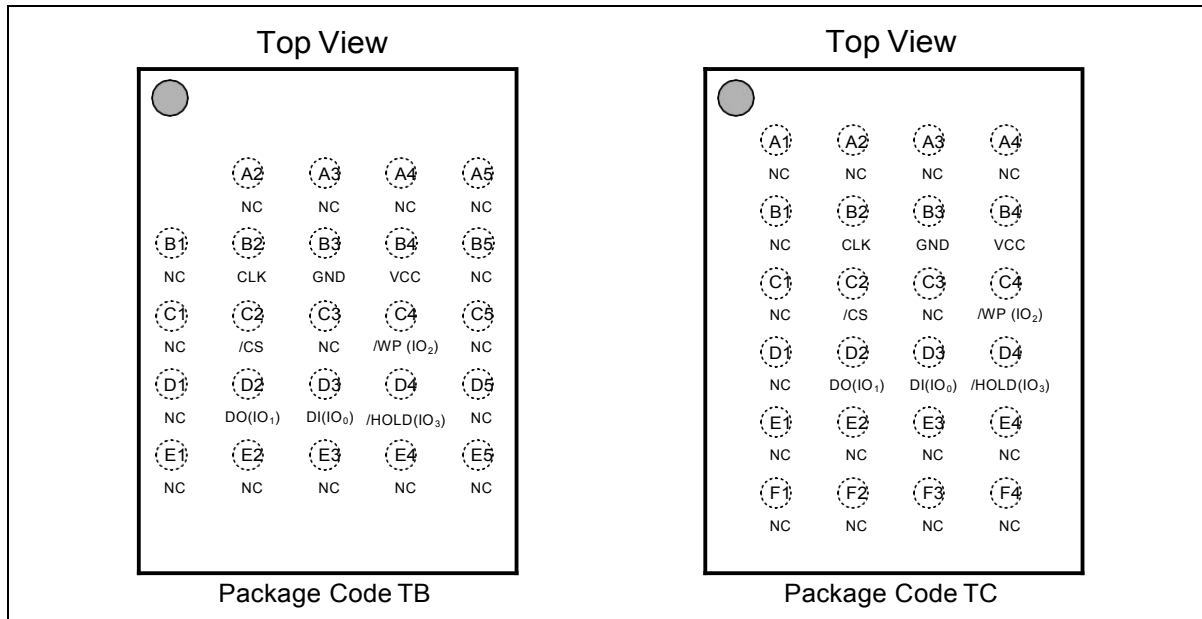 Top View
A2 A3 A4 A5
NC NC NC NC
B1 B2 B3 B4 B5
NC CLK GND VCC NC
C1 C2 C3 C4 C5
NC /CS NC /WP (IO₂) NC
D1 D2 D3 D4 D5
NC DO(IO₁) DI(IO₀) /HOLD(IO₃) NC
E1 E2 E3 E4 E5
NC NC NC NC NC
Package Code TB
Top View
A1 A2 A3 A4
NC NC NC NC
B1 B2 B3 B4
NC CLK GND VCC
C1 C2 C3 C4
NC /CS NC /WP (IO₂)
D1 D2 D3 D4
NC DO(IO₁) DI(IO₀) /HOLD(IO₃)
E1 E2 E3 E4
NC NC NC NC
F1 F2 F3 F4
NC NC NC NC
Package Code TC